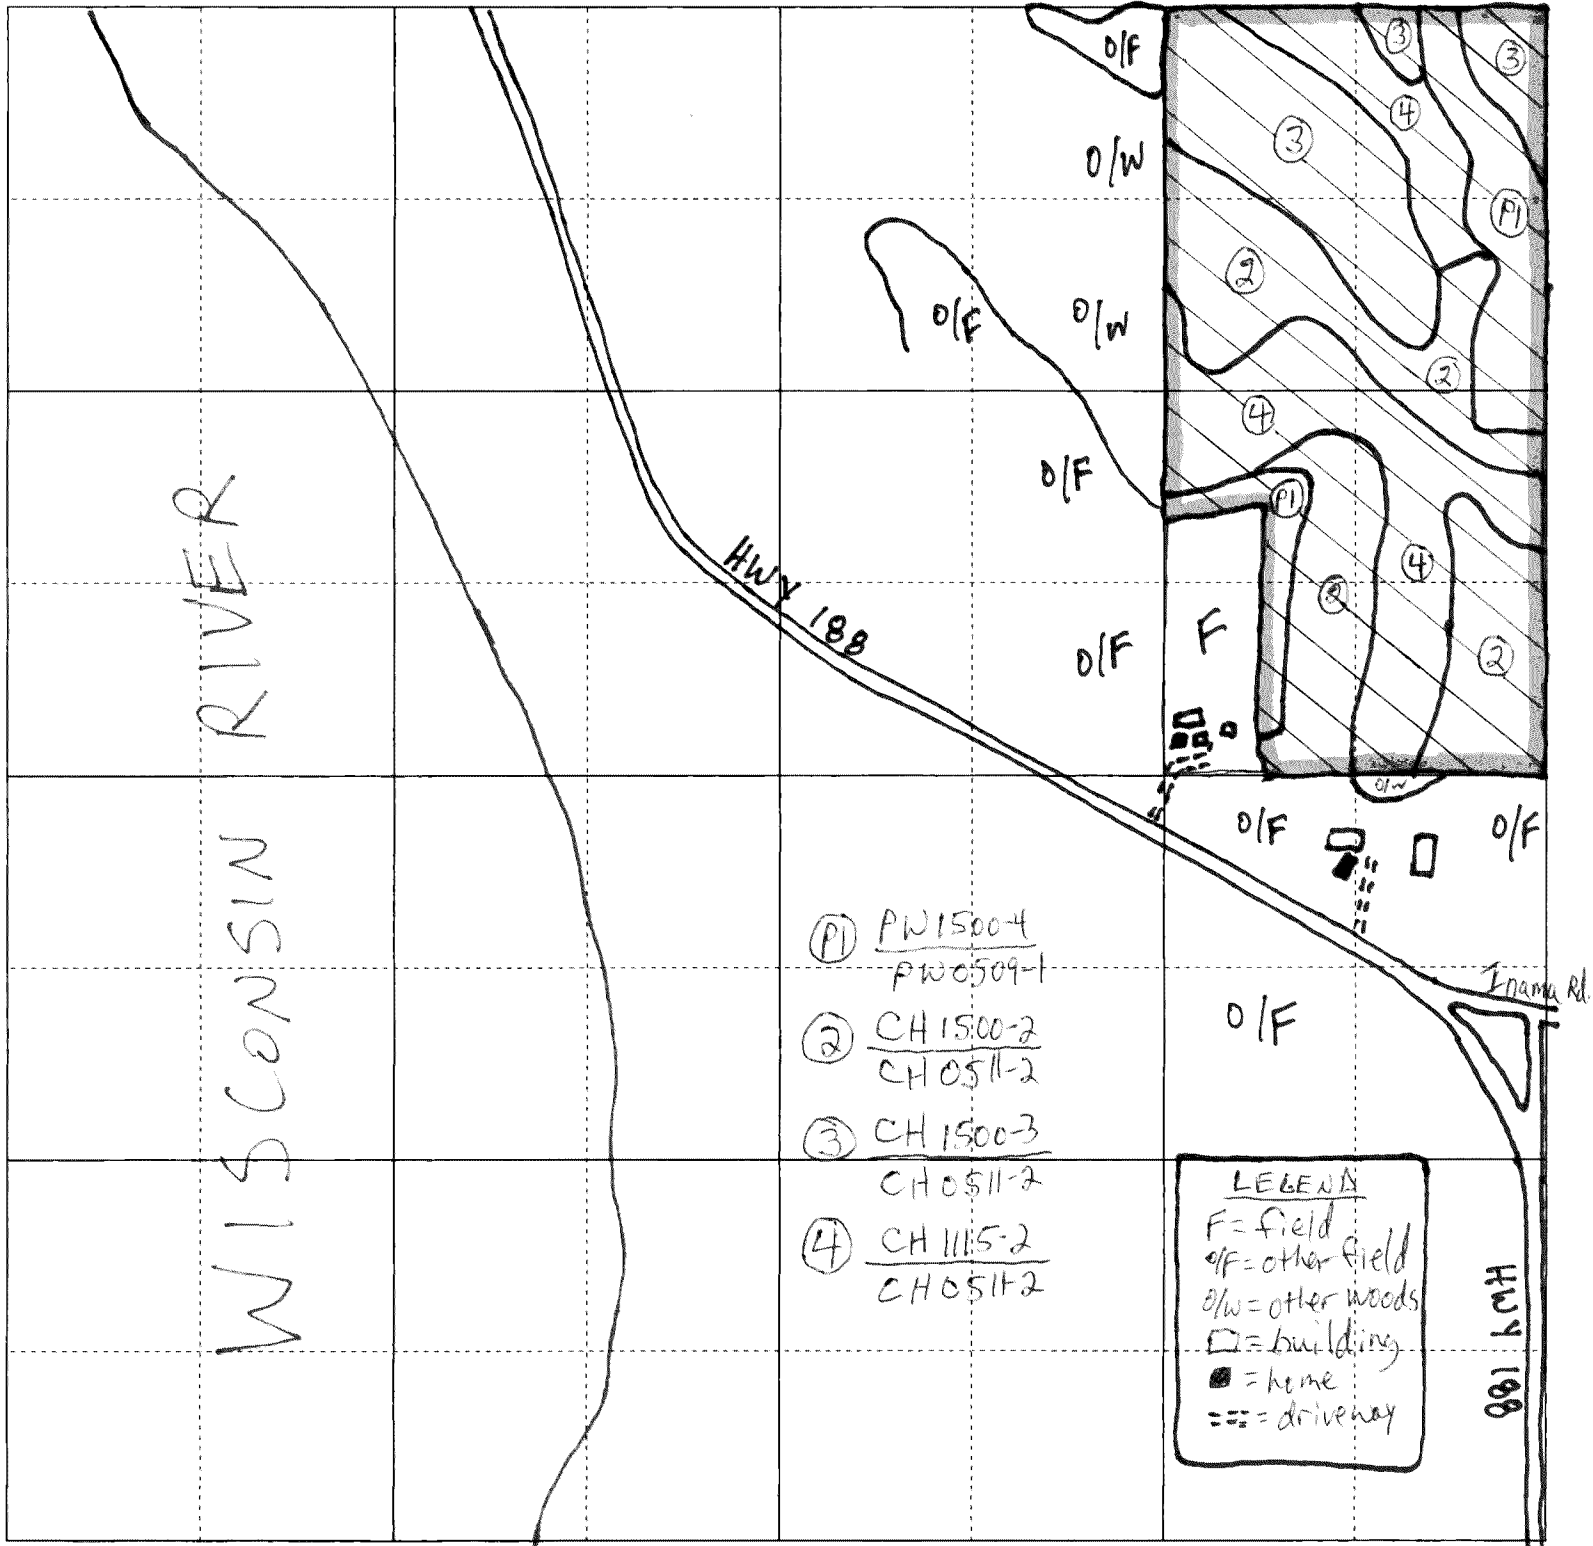 O/F
③
③
④
O/W
③
P1
②
O/F
O/W
②
④
O/F
P1
④
②
HWY 188
F
O/F
②
O/W
O/F
O/F
WISCONSIN RIVER
P1 PW1500-4
PW0509-1
② CH1500-2
CH0511-2
③ CH1500-3
CH0511-2
④ CH1115-2
CH0511-2
Inama Rd.
O/F
LEGEND
F = field
O/F = other field
O/W = other woods
= building
= home
= driveway
HWY 188